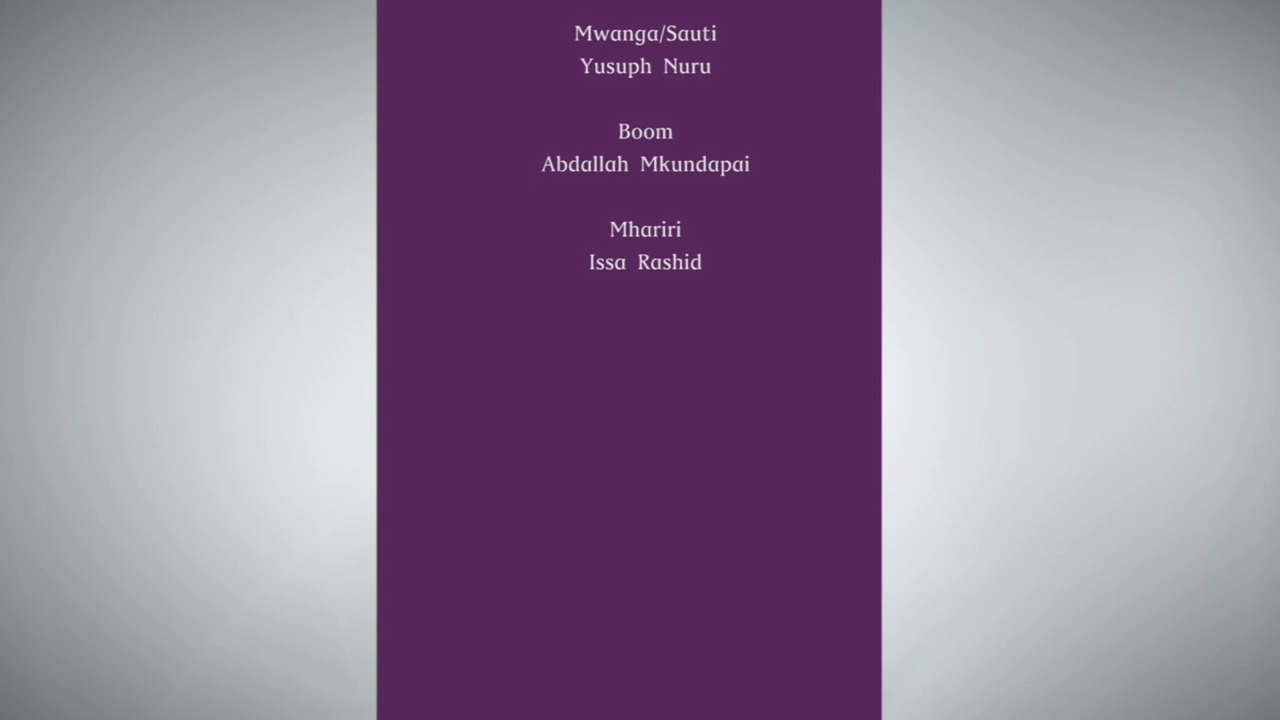 Mwanga/Sauti
Yusuph Nuru
Boom
Abdallah Mkundapai
Mhariri
Issa Rashid